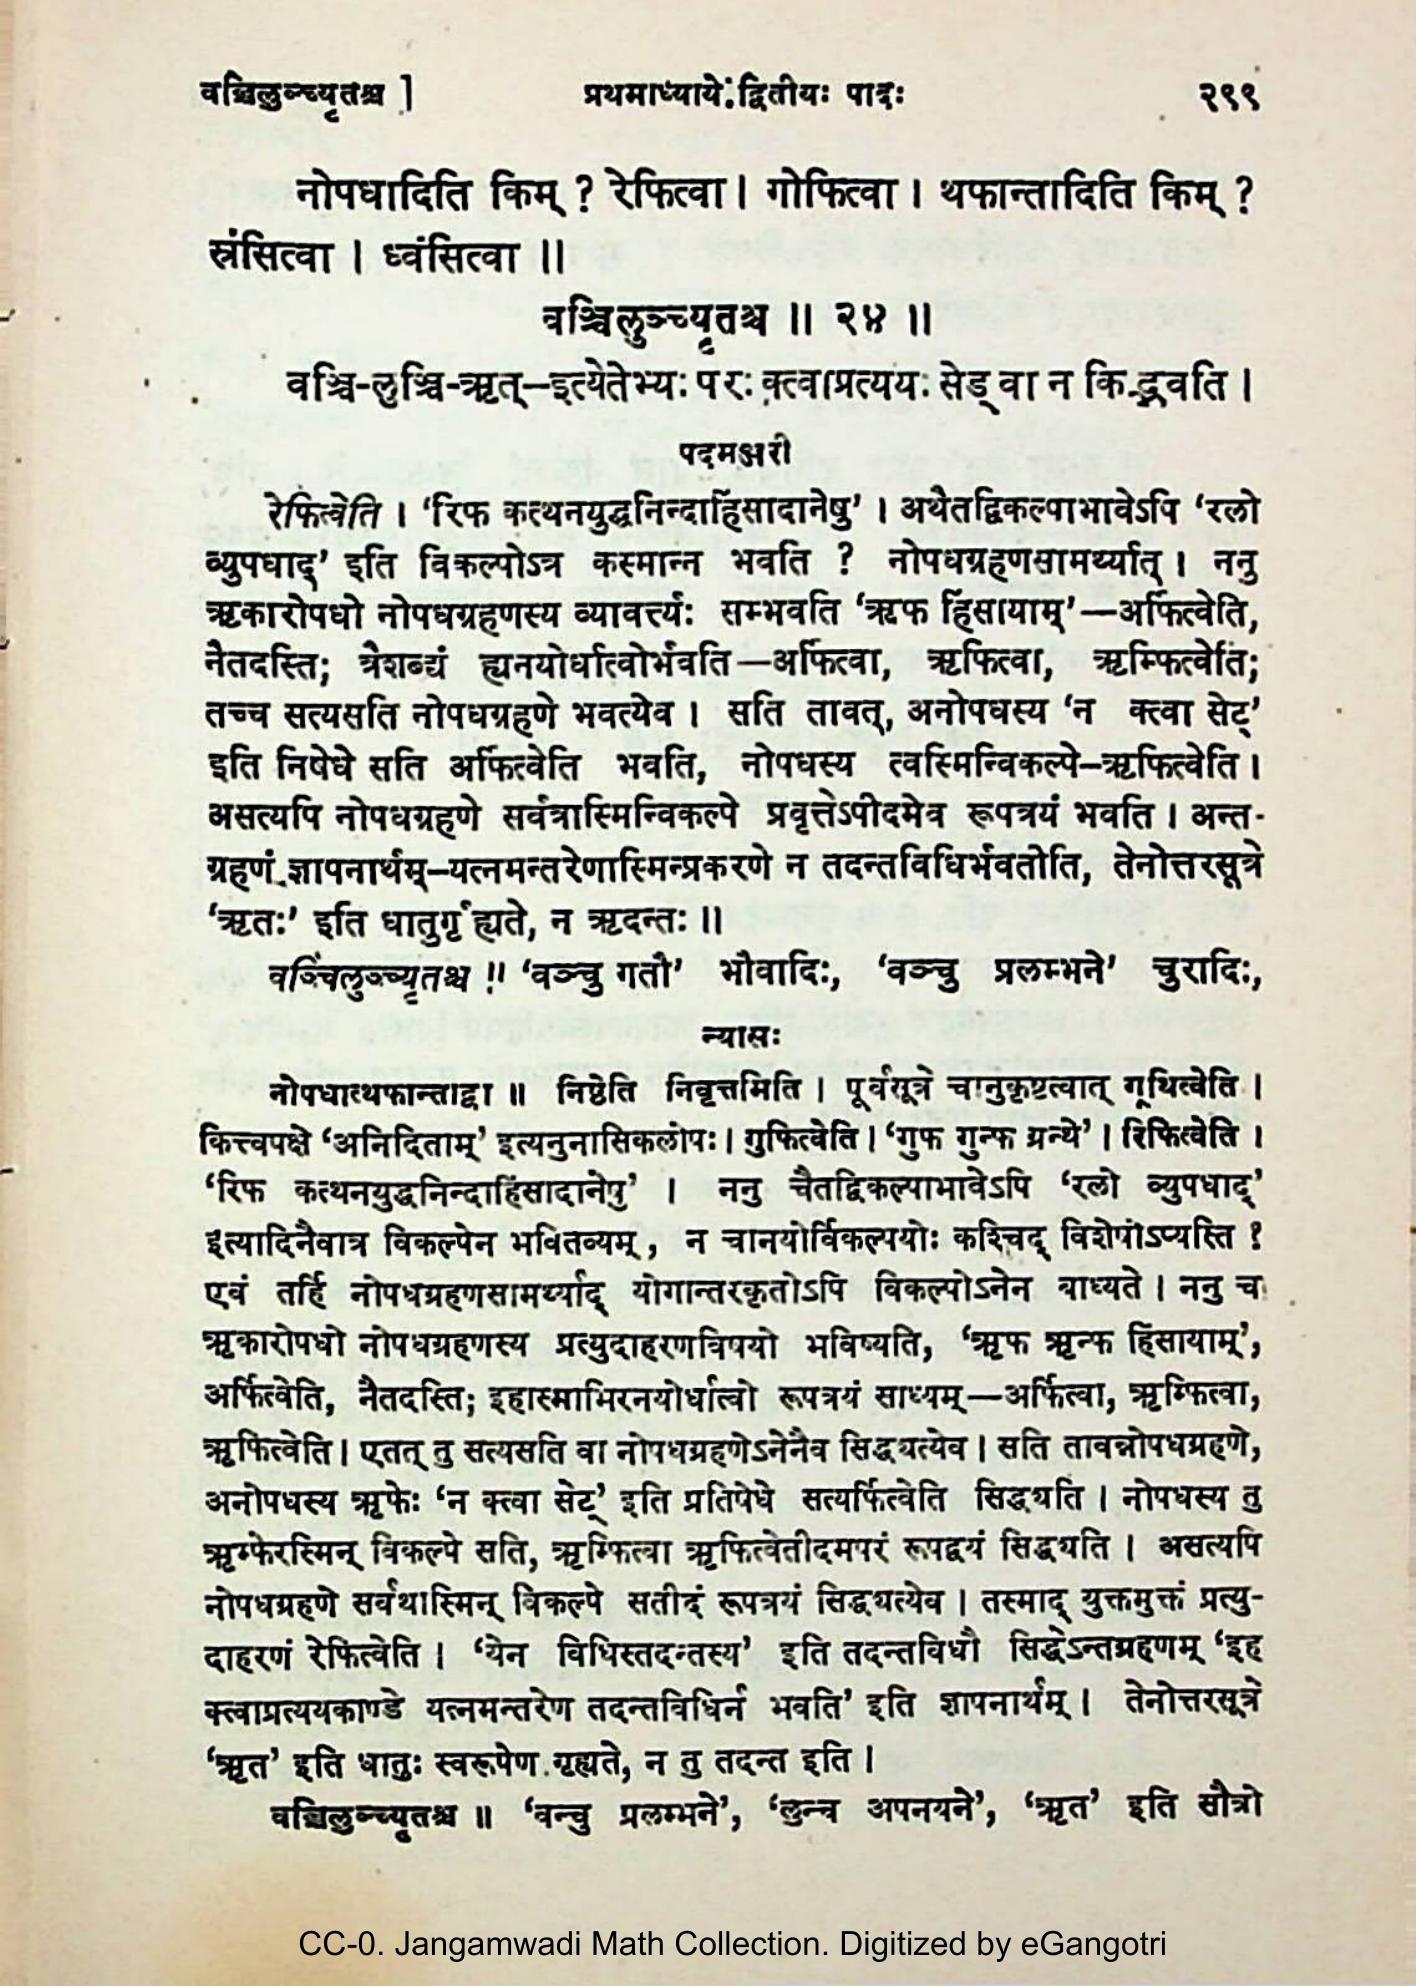 वञ्चिलुञ्च्यृतश्च ] प्रथमाध्याये द्वितीयः पादः २९९
नोपधादिति किम् ? रेफित्वा । गोफित्वा । थफान्तादिति किम् ?
स्रंसित्वा । ध्वंसित्वा ॥
वञ्चिलुञ्च्यृतश्च ॥ २४ ॥
वञ्चि-लुञ्चि-ऋत्—इत्येतेभ्यः परः क्त्वाप्रत्ययः सेड् वा न किद्भवति ।
पदमञ्जरी
रेफित्वेति । ‘रिफ कत्थनयुद्धनिन्दाहिंसादानेषु’ । अथैतद्विकल्पाभावेऽपि ‘रलो
व्युपधाद्’ इति विकल्पोऽत्र कस्मान्न भवति ? नोपधग्रहणसामर्थ्यात् । ननु
ऋकारोपधो नोपधग्रहणस्य व्यावर्त्त्यः सम्भवति ‘ऋफ हिंसायाम्’—अर्फित्वेति,
नैतदस्ति; त्रैशब्द्यं ह्यनयोर्धात्वोर्भवति—अर्फित्वा, ऋफित्वा, ऋम्फित्वेति;
तच्च सत्यसति नोपधग्रहणे भवत्येव । सति तावत्, अनोपधस्य ‘न क्त्वा सेट्’
इति निषेधे सति अर्फित्वेति भवति, नोपधस्य त्वस्मिन्विकल्पे–ऋफित्वेति ।
असत्यपि नोपधग्रहणे सर्वत्रास्मिन्विकल्पे प्रवृत्तेऽपीदमेव रूपत्रयं भवति । अन्त-
ग्रहणं ज्ञापनार्थम्–यत्नमन्तरेणास्मिन्प्रकरणे न तदन्तविधिर्भवतीति, तेनोत्तरसूत्रे
‘ऋतः’ इति धातुर्गृह्यते, न ऋदन्तः ॥
वञ्चिलुञ्च्यृतश्च ॥ ‘वञ्चु गतौ’ भौवादिः, ‘वञ्चु प्रलम्भने’ चुरादिः,
न्यासः
नोपधात्थफान्ताद्वा ॥ निष्ठेति निवृत्तमिति । पूर्वसूत्रे चानुकृष्टत्वात् गृथित्वेति ।
कित्त्वपक्षे ‘अनिदिताम्’ इत्यनुनासिकलोपः । गुफित्वेति । ‘गुफ गुन्फ ग्रन्थे’ । रिफित्वेति ।
‘रिफ कत्थनयुद्धनिन्दाहिंसादानेषु’ । ननु चैतद्विकल्पाभावेऽपि ‘रलो व्युपधाद्’
इत्यादिनैवात्र विकल्पेन भवितव्यम्, न चानयोर्विकल्पयोः कश्चिद् विशेषोऽप्यस्ति ?
एवं तर्हि नोपधग्रहणसामर्थ्याद् योगान्तरकृतोऽपि विकल्पोऽनेन बाध्यते । ननु च
ऋकारोपधो नोपधग्रहणस्य प्रत्युदाहरणविषयो भविष्यति, ‘ऋफ ऋन्फ हिंसायाम्’,
अर्फित्वेति, नैतदस्ति; इहास्माभिरनयोर्धात्वो रूपत्रयं साध्यम्—अर्फित्वा, ऋम्फित्वा,
ऋफित्वेति । एतत् तु सत्यसति वा नोपधग्रहणेऽनेनैव सिद्ध्यत्येव । सति तावन्नोपधग्रहणे,
अनोपधस्य ऋफेः ‘न क्त्वा सेट्’ इति प्रतिषेधे सत्यर्फित्वेति सिद्ध्यति । नोपधस्य तु
ऋम्फेरस्मिन् विकल्पे सति, ऋम्फित्वा ऋफित्वेतीदमपरं रूपद्वयं सिद्ध्यति । असत्यपि
नोपधग्रहणे सर्वथास्मिन् विकल्पे सतीदं रूपत्रयं सिद्ध्यत्येव । तस्माद् युक्तमुक्तं प्रत्यु-
दाहरणं रेफित्वेति । ‘येन विधिस्तदन्तस्य’ इति तदन्तविधौ सिद्धेऽन्तग्रहणम् ‘इह
क्त्वाप्रत्ययकाण्डे यत्नमन्तरेण तदन्तविधिर्न भवति’ इति ज्ञापनार्थम् । तेनोत्तरसूत्रे
‘ऋत’ इति धातुः स्वरूपेण गृह्यते, न तु तदन्त इति ।
वञ्चिलुञ्च्यृतश्च ॥ ‘वन्चु प्रलम्भने’, ‘लुन्च अपनयने’, ‘ऋत’ इति सौत्रो
CC-0. Jangamwadi Math Collection. Digitized by eGangotri